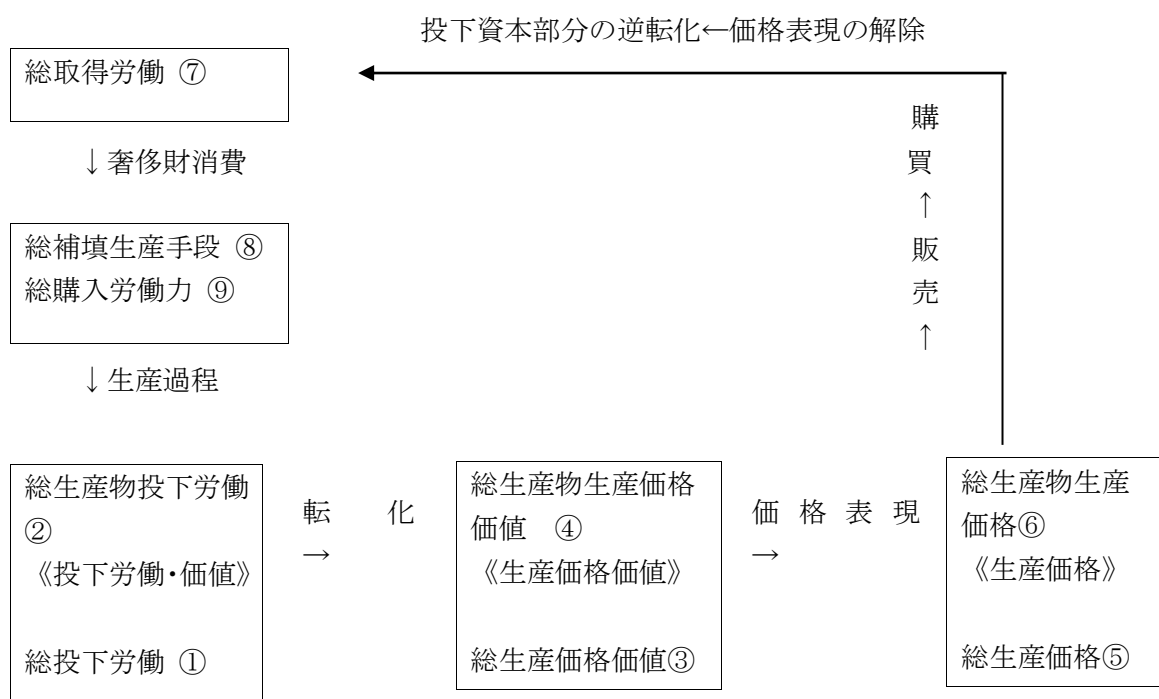 投下資本部分の逆転化←価格表現の解除
総取得労働 ⑦
購買↑販売↑
↓奢侈財消費
総補填生産手段 ⑧
総購入労働力 ⑨
↓生産過程
総生産物投下労働
②
《投下労働・価値》
総投下労働 ①
転 化
→
総生産物生産価格
価値 ④
《生産価格価値》
総生産価格価値③
価 格 表 現
→
総生産物生産
価格⑥
《生産価格》
総生産価格⑤